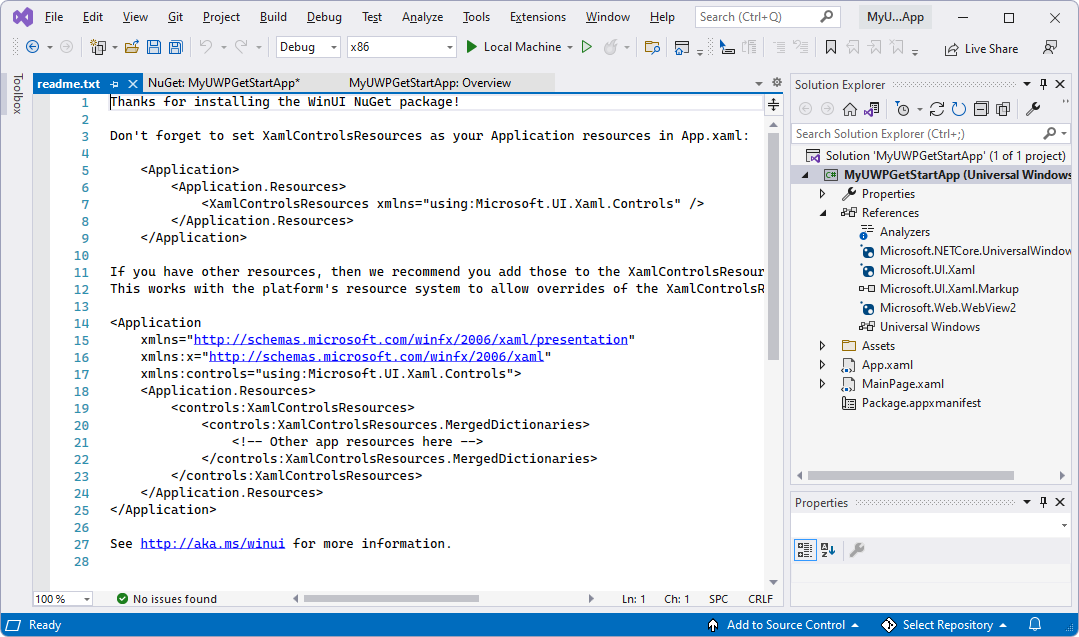 File Edit View Git Project Build Debug Test Analyze Tools Extensions Window Help Search (Ctrl+Q) MyU...App
Debug x86 Local Machine Live Share
Toolbox
readme.txt NuGet: MyUWPGetStartApp* MyUWPGetStartApp: Overview
1 Thanks for installing the WinUI NuGet package!
2
3 Don't forget to set XamlControlsResources as your Application resources in App.xaml:
4
5 <Application>
6 <Application.Resources>
7 <XamlControlsResources xmlns="using:Microsoft.UI.Xaml.Controls" />
8 </Application.Resources>
9 </Application>
10
11 If you have other resources, then we recommend you add those to the XamlControlsResour
12 This works with the platform's resource system to allow overrides of the XamlControlsR
13
14 <Application
15 xmlns="http://schemas.microsoft.com/winfx/2006/xaml/presentation"
16 xmlns:x="http://schemas.microsoft.com/winfx/2006/xaml"
17 xmlns:controls="using:Microsoft.UI.Xaml.Controls">
18 <Application.Resources>
19 <controls:XamlControlsResources>
20 <controls:XamlControlsResources.MergedDictionaries>
21 <!-- Other app resources here -->
22 </controls:XamlControlsResources.MergedDictionaries>
23 </controls:XamlControlsResources>
24 </Application.Resources>
25 </Application>
26
27 See http://aka.ms/winui for more information.
28
100 % No issues found Ln: 1 Ch: 1 SPC CRLF
Solution Explorer
Search Solution Explorer (Ctrl+;)
Solution 'MyUWPGetStartApp' (1 of 1 project)
C# MyUWPGetStartApp (Universal Windows
Properties
References
Analyzers
Microsoft.NETCore.UniversalWindow
Microsoft.UI.Xaml
Microsoft.UI.Xaml.Markup
Microsoft.Web.WebView2
Universal Windows
Assets
App.xaml
MainPage.xaml
Package.appxmanifest
Properties
Ready Add to Source Control Select Repository